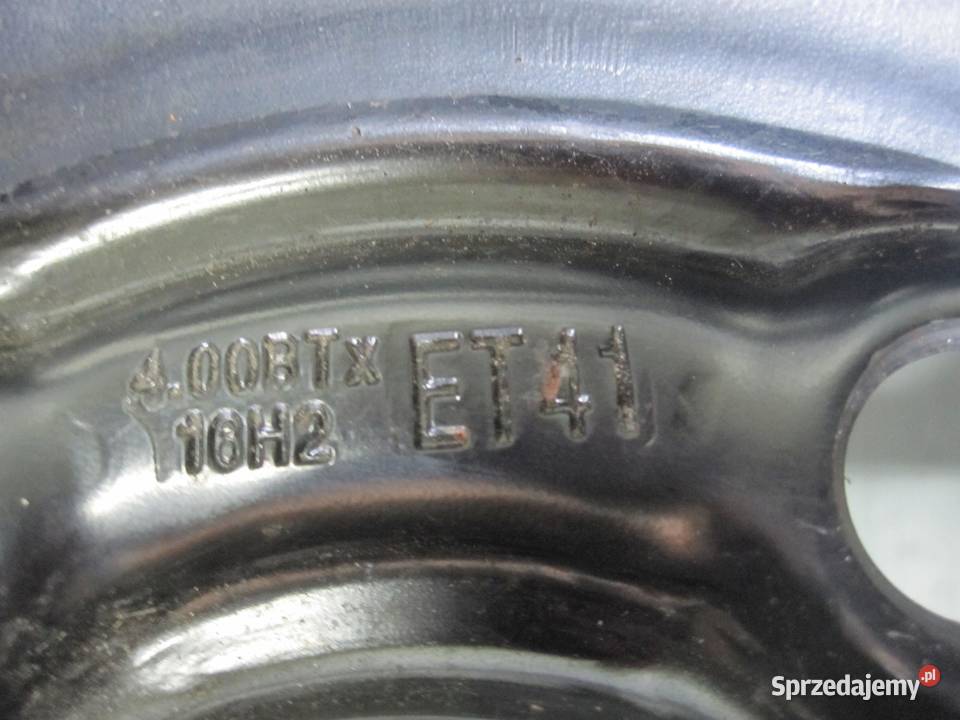 4.00BTx
16H2
ET41
Sprzedajemy.pl